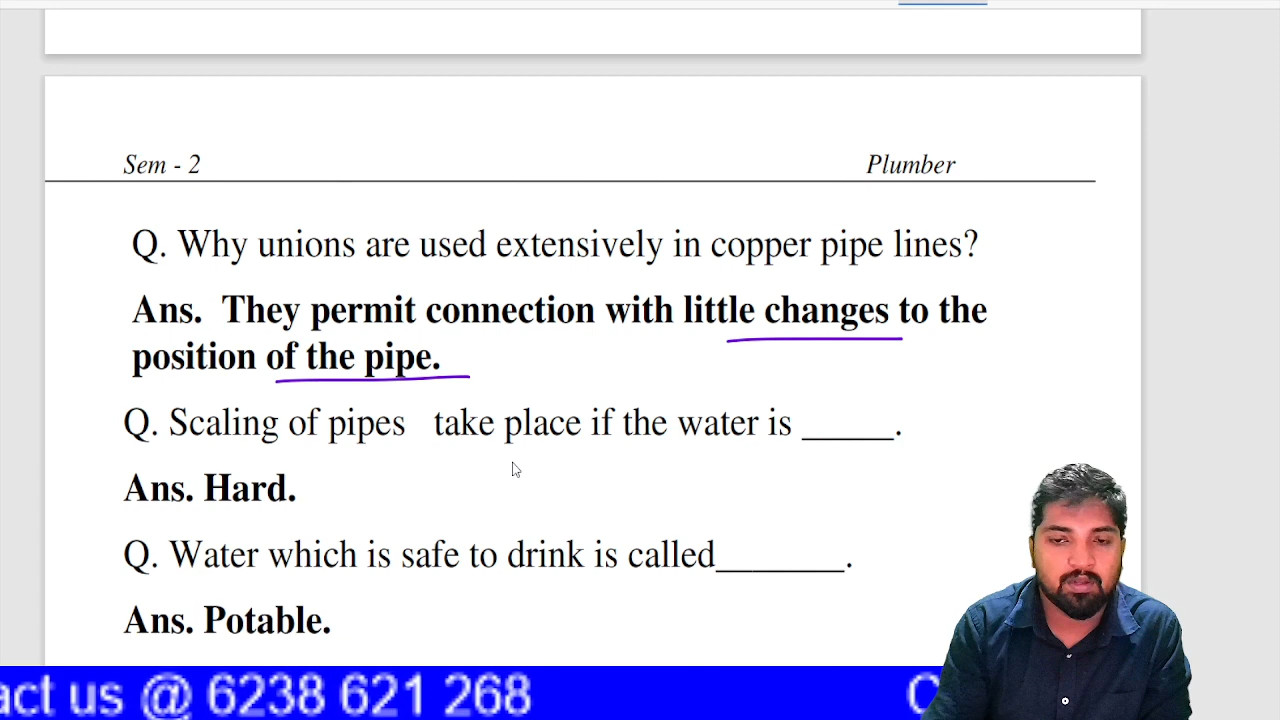 Sem - 2 Plumber
Q. Why unions are used extensively in copper pipe lines?
Ans. They permit connection with little changes to the
position of the pipe.
Q. Scaling of pipes take place if the water is _____.
Ans. Hard.
Q. Water which is safe to drink is called_______.
Ans. Potable.
act us @ 6238 621 268 C